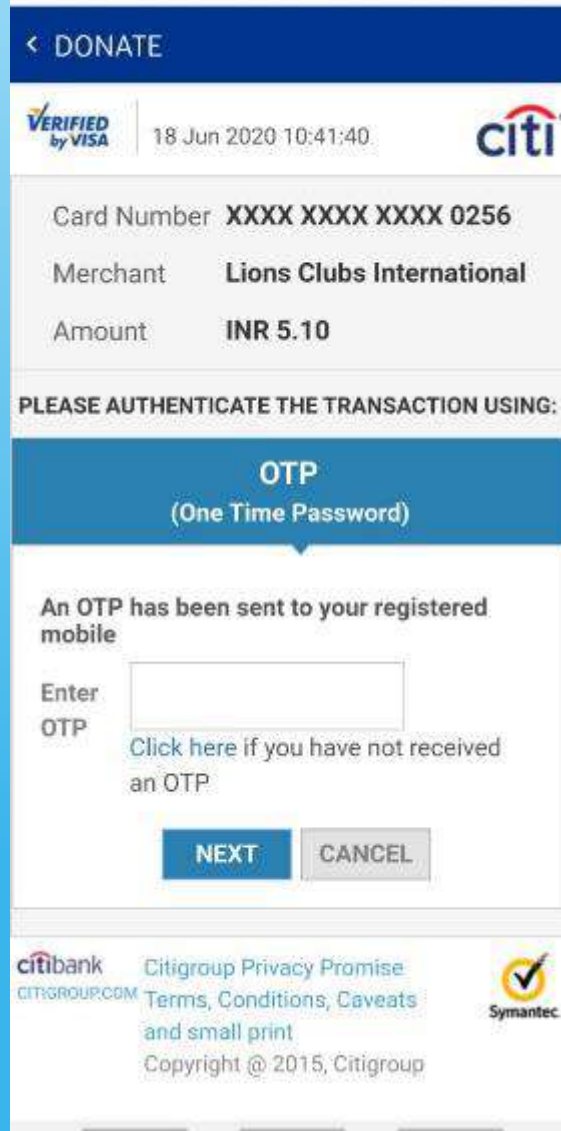 < DONATE
VERIFIED
by VISA
18 Jun 2020 10:41:40
citi
Card Number XXXX XXXX XXXX 0256
Merchant Lions Clubs International
Amount INR 5.10
PLEASE AUTHENTICATE THE TRANSACTION USING:
OTP
(One Time Password)
An OTP has been sent to your registered
mobile
Enter
OTP
Click here if you have not received
an OTP
NEXT CANCEL
citibank
CITIGROUP.COM
Citigroup Privacy Promise
Terms, Conditions, Caveats
and small print
Copyright @ 2015, Citigroup
Symantec